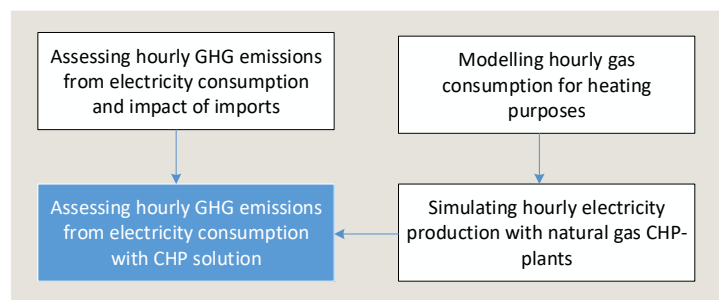 Assessing hourly GHG emissions
from electricity consumption
and impact of imports
Modelling hourly gas
consumption for heating
purposes
Assessing hourly GHG emissions
from electricity consumption
with CHP solution
Simulating hourly electricity
production with natural gas CHP-
plants